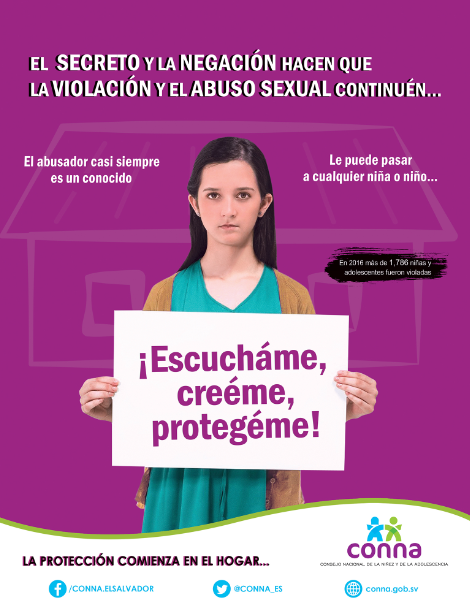 EL SECRETO Y LA NEGACIÓN HACEN QUE
LA VIOLACIÓN Y EL ABUSO SEXUAL CONTINUÉN...
El abusador casi siempre
es un conocido
Le puede pasar
a cualquier niña o niño...
En 2016 más de 1,786 niñas y
adolescentes fueron violadas
¡Escucháme,
creéme,
protegéme!
conna
CONSEJO NACIONAL DE LA NIÑEZ Y DE LA ADOLESCENCIA
LA PROTECCIÓN COMIENZA EN EL HOGAR...
/CONNA.ELSALVADOR
@CONNA_ES
conna.gob.sv